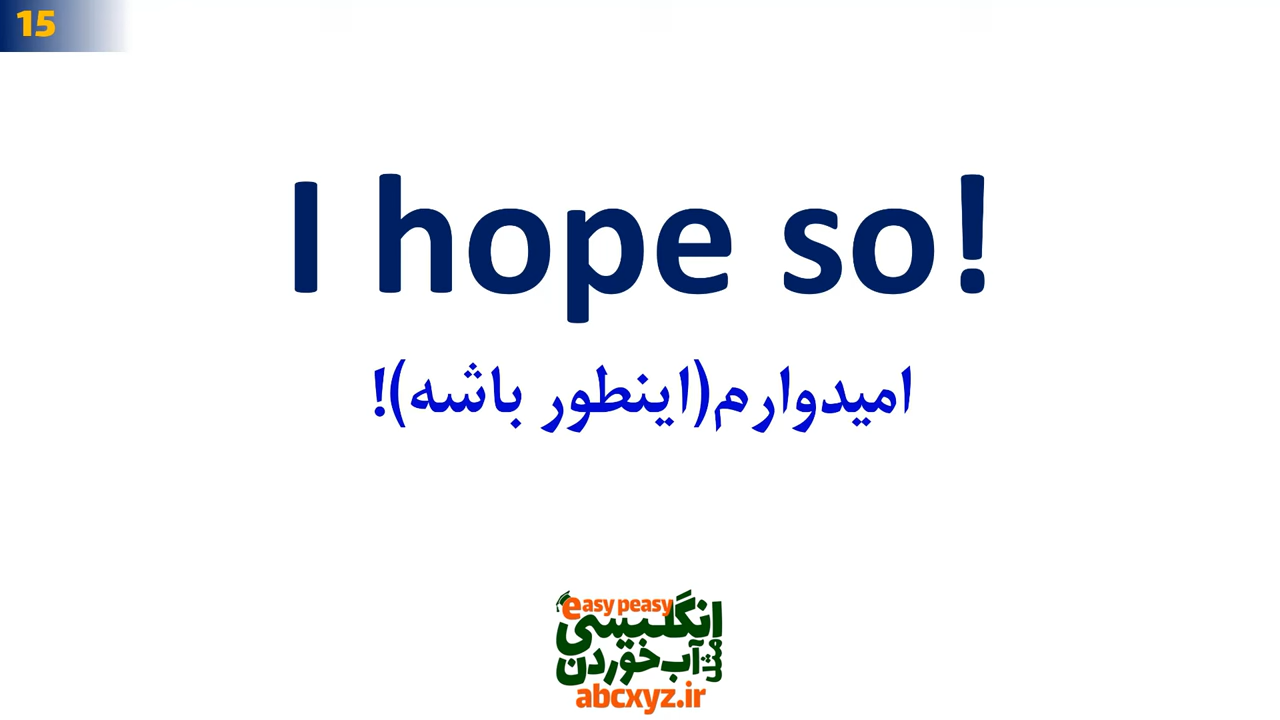 15
I hope so!
امیدوارم(اینطور باشه)!
easy peasy
انگلیسی
مثل آب خوردن
abcxyz.ir